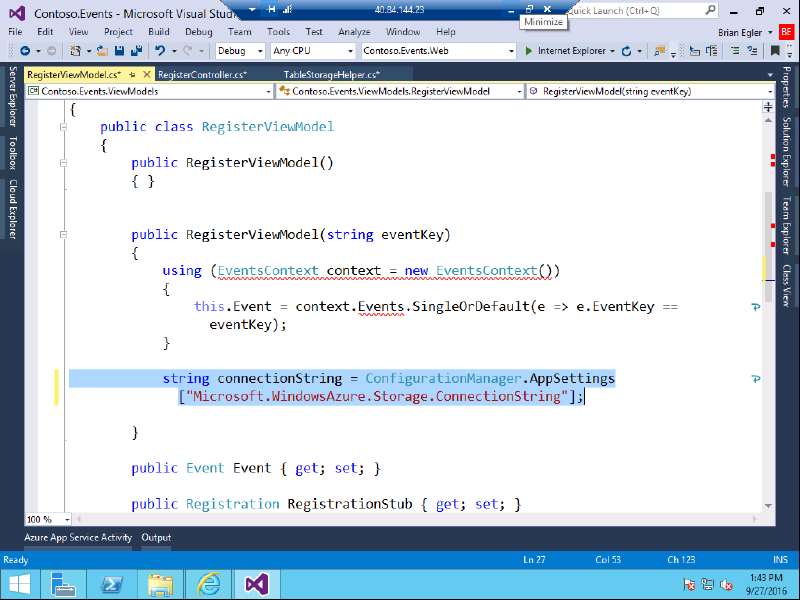 Contoso.Events - Microsoft Visual Stud
40.84.144.23
Quick Launch (Ctrl+Q)
Minimize
File Edit View Project Build Debug Team Tools Test Analyze Window Help
Brian Egler
BE
Debug Any CPU Contoso.Events.Web Internet Explorer
RegisterViewModel.cs* RegisterController.cs* TableStorageHelper.cs*
Contoso.Events.ViewModels Contoso.Events.ViewModels.RegisterViewModel RegisterViewModel(string eventKey)
Server Explorer
Toolbox
Cloud Explorer
{
public class RegisterViewModel
{
public RegisterViewModel()
{ }
public RegisterViewModel(string eventKey)
{
using (EventsContext context = new EventsContext())
{
this.Event = context.Events.SingleOrDefault(e => e.EventKey ==
eventKey);
}
string connectionString = ConfigurationManager.AppSettings
["Microsoft.WindowsAzure.Storage.ConnectionString"];
}
public Event Event { get; set; }
public Registration RegistrationStub { get; set; }
Properties
Solution Explorer
Team Explorer
Class View
100 %
Azure App Service Activity Output
Ready Ln 27 Col 53 Ch 123 INS
1:43 PM
9/27/2016